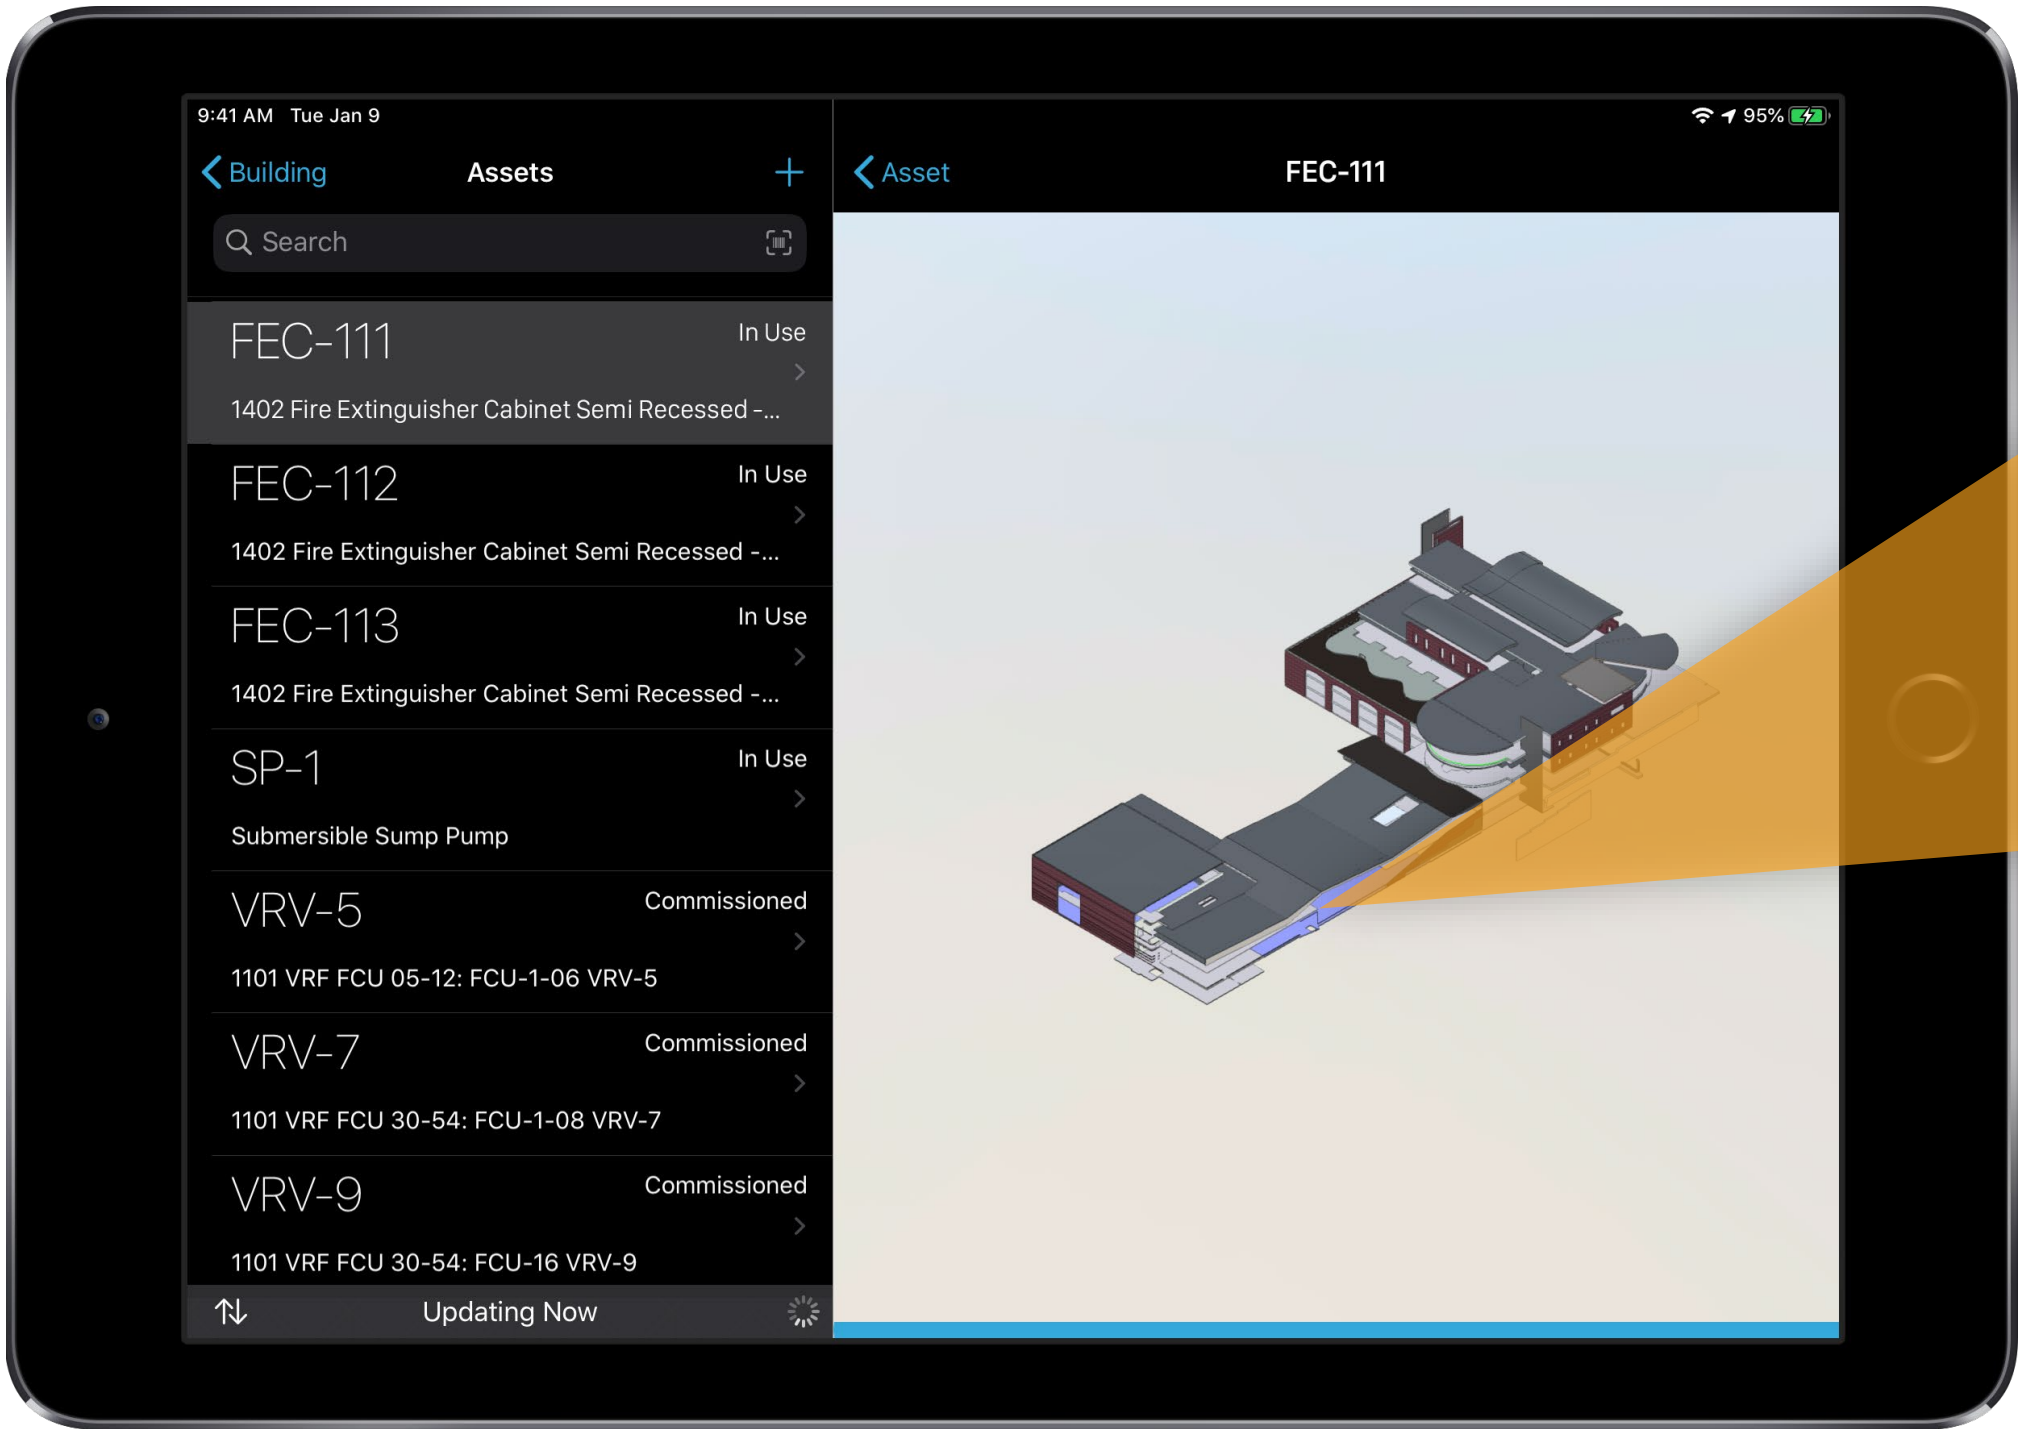 9:41 AM Tue Jan 9
95%
Building
Assets
+
Asset
FEC-111
Search
FEC-111
In Use
1402 Fire Extinguisher Cabinet Semi Recessed -...
FEC-112
In Use
1402 Fire Extinguisher Cabinet Semi Recessed -...
FEC-113
In Use
1402 Fire Extinguisher Cabinet Semi Recessed -...
SP-1
In Use
Submersible Sump Pump
VRV-5
Commissioned
1101 VRF FCU 05-12: FCU-1-06 VRV-5
VRV-7
Commissioned
1101 VRF FCU 30-54: FCU-1-08 VRV-7
VRV-9
Commissioned
1101 VRF FCU 30-54: FCU-16 VRV-9
Updating Now